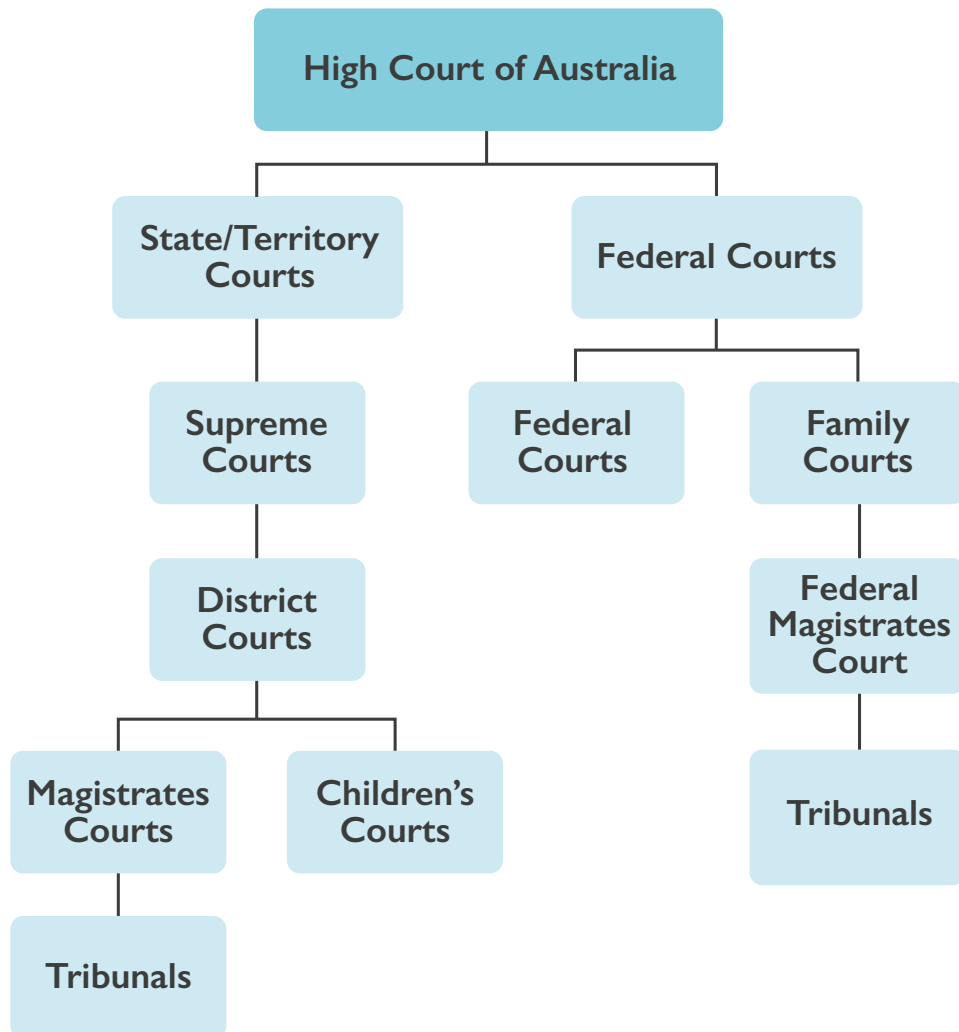 High Court of Australia
State/Territory
Courts
Federal Courts
Supreme
Courts
Federal
Courts
Family
Courts
District
Courts
Federal
Magistrates
Court
Magistrates
Courts
Children's
Courts
Tribunals
Tribunals